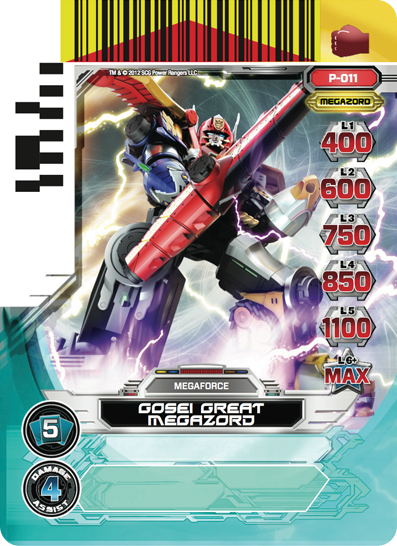 TM & © 2012 SCG Power Rangers LLC
P-011
MEGAZORD
L1
400
L2
600
L3
750
L4
850
L5
1100
L6+
MAX
MEGAFORCE
GOSEI GREAT
MEGAZORD
5
DAMAGE
4
ASSIST